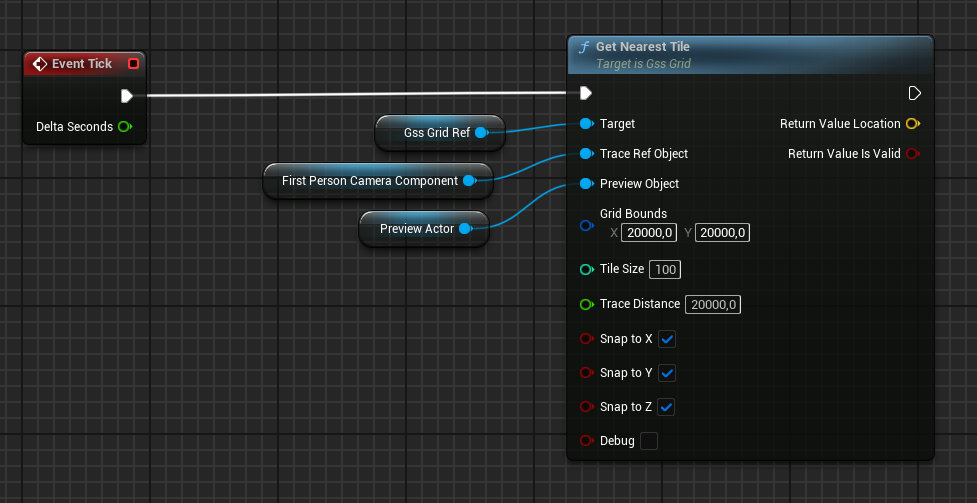 Event Tick
Delta Seconds
Gss Grid Ref
First Person Camera Component
Preview Actor
f Get Nearest Tile
Target is Gss Grid
Target Return Value Location
Trace Ref Object Return Value Is Valid
Preview Object
Grid Bounds
X 20000,0 Y 20000,0
Tile Size 100
Trace Distance 20000,0
Snap to X
Snap to Y
Snap to Z
Debug